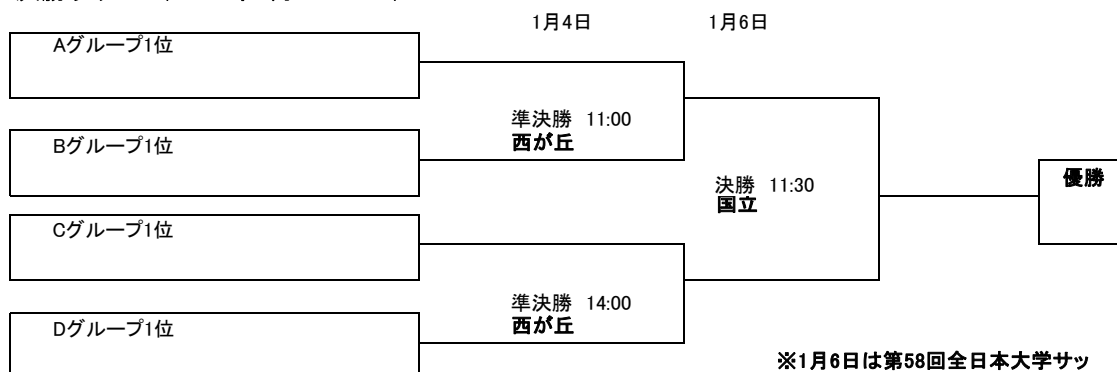 1月4日
1月6日
Aグループ1位
準決勝 11:00
西が丘
Bグループ1位
決勝 11:30
国立
優勝
Cグループ1位
準決勝 14:00
西が丘
Dグループ1位
※1月6日は第58回全日本大学サッ